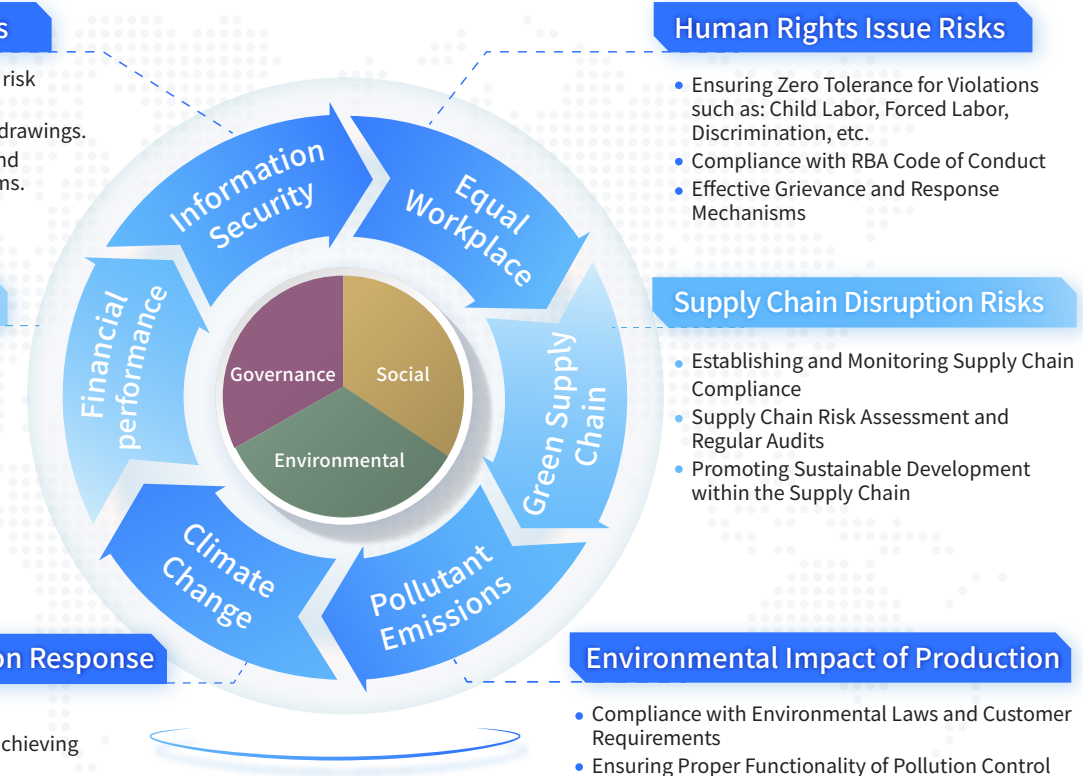 s
risk
drawings.
nd
ms.
Human Rights Issue Risks
Ensuring Zero Tolerance for Violations
such as: Child Labor, Forced Labor,
Discrimination, etc.
Compliance with RBA Code of Conduct
Effective Grievance and Response
Mechanisms
Information
Security
Equal
Workplace
Supply Chain Disruption Risks
Establishing and Monitoring Supply Chain
Compliance
Supply Chain Risk Assessment and
Regular Audits
Promoting Sustainable Development
within the Supply Chain
Financial
performance
Governance
Social
Environmental
Green Supply
Chain
Climate
Change
Pollutant
Emissions
on Response
chieving
Environmental Impact of Production
Compliance with Environmental Laws and Customer
Requirements
Ensuring Proper Functionality of Pollution Control